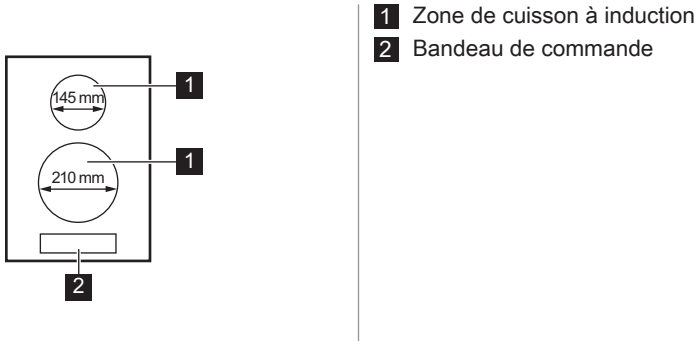 145 mm
1
210 mm
1
2
1 Zone de cuisson à induction
2 Bandeau de commande